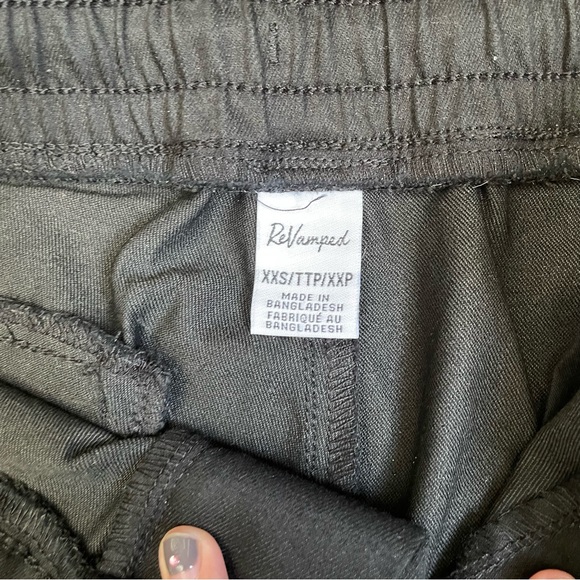 ReVamped
XXS/TTP/XXP
MADE IN
BANGLADESH
FABRIQUÉ AU
BANGLADESH